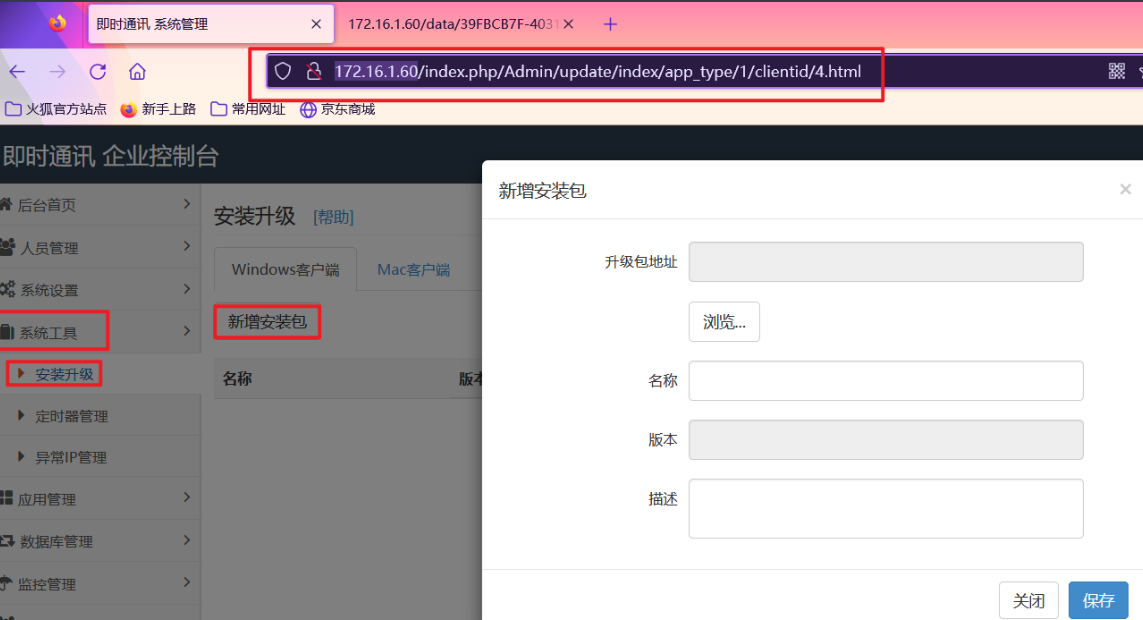 即时通讯 系统管理
172.16.1.60/data/39FBCB7F-4031
172.16.1.60/index.php/Admin/update/index/app_type/1/clientid/4.html
火狐官方站点 新手上路 常用网址 京东商城
即时通讯 企业控制台
后台首页
人员管理
系统设置
系统工具
安装升级
定时器管理
异常IP管理
应用管理
数据库管理
监控管理
安装升级 [帮助]
Windows客户端 Mac客户端
新增安装包
名称 版本
新增安装包 ×
升级包地址
浏览...
名称
版本
描述
关闭 保存